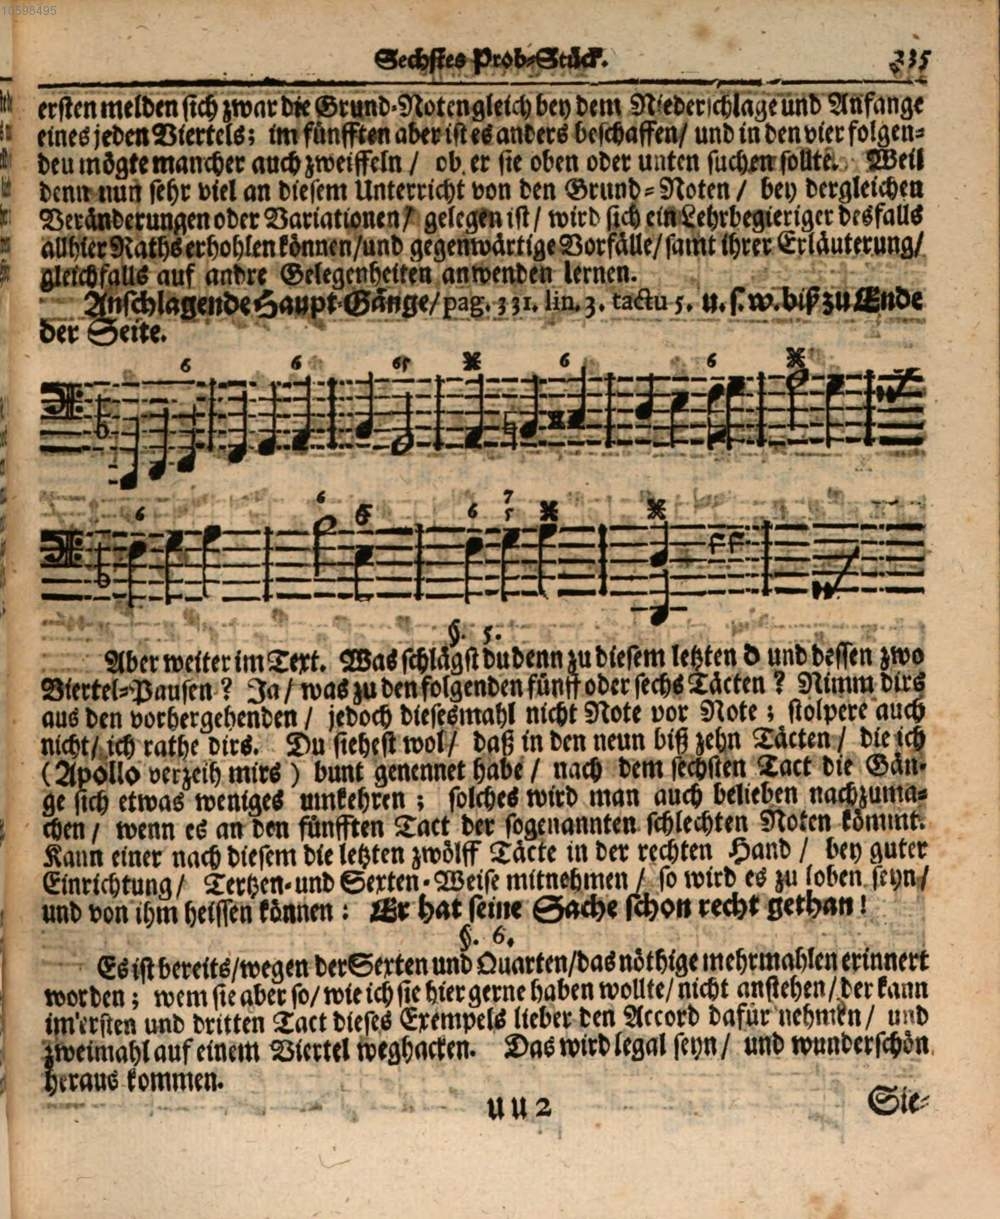 10598495
Sechstes Prob-Stück. 335
ersten melden sich zwar die Grund-Noten gleich bey dem Niederschlage und Anfange
eines jeden Viertels; im fünfften aber ist es anders beschaffen/ und in den vier folgen-
den mögte mancher auch zweiffeln / ob er sie oben oder unten suchen sollte. Weil
denn nun sehr viel an diesem Unterricht von den Grund-Noten / bey dergleichen
Veränderungen oder Variationen/ gelegen ist / wird sich ein Lehrbegieriger desfalls
allhier Raths erhohlen können/und gegenwärtige Vorfälle/ samt ihrer Erläuterung/
gleichfalls auf andre Gelegenheiten anwenden lernen.
Anschlagende Haupt-Gänge/ pag. 331. lin. 3. tactu 5. u. s. w. biß zu Ende
der Seite.
6 6 65 6 6
6 6 6 6 7
5
§. 5.
Aber weiter im Text. Was schlägst du denn zu diesem letzten d und dessen zwo
Viertel-Pausen? Ja/ was zu den folgenden fünff oder sechs Täcten? Nimm dirs
aus den vorhergehenden / jedoch diesesmahl nicht Note vor Note; stolpere auch
nicht/ ich rathe dirs. Du siehest wol/ daß in den neun biß zehn Täcten / die ich
(Apollo verzeih mirs) bunt genennet habe / nach dem sechsten Tact die Gän-
ge sich etwas weniges umkehren; solches wird man auch belieben nachzuma-
chen / wenn es an den fünfften Tact der sogenannten schlechten Noten kömmt.
Kann einer nach diesem die letzten zwölff Täcte in der rechten Hand / bey guter
Einrichtung/ Tertzen- und Sexten-Weise mitnehmen / so wird es zu loben seyn/
und von ihm heissen können: Er hat seine Sache schon recht gethan!
§. 6.
Es ist bereits/wegen der Sexten und Quarten/das nöthige mehrmahlen erinnert
worden; wem sie aber so/ wie ich sie hier gerne haben wollte/ nicht anstehen/ der kann
im ersten und dritten Tact dieses Exempels lieber den Accord dafür nehmen/ und
zweimahl auf einem Viertel weghacken. Das wird legal seyn/ und wunderschön
heraus kommen.
U u 2 Sie-